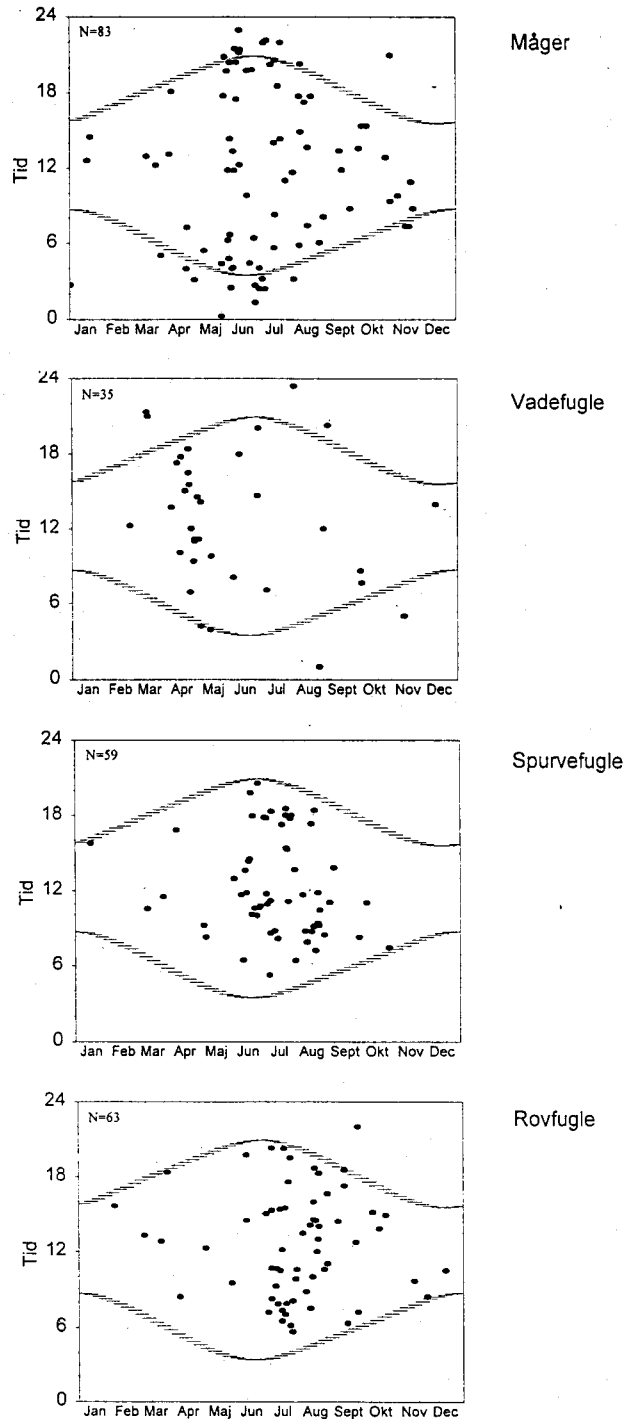 Måger
N=83
24
18
12
6
0
Tid
Jan Feb Mar Apr Maj Jun Jul Aug Sept Okt Nov Dec
Vadefugle
N=35
24
18
12
6
0
Tid
Jan Feb Mar Apr Maj Jun Jul Aug Sept Okt Nov Dec
Spurvefugle
N=59
24
18
12
6
0
Tid
Jan Feb Mar Apr Maj Jun Jul Aug Sept Okt Nov Dec
Rovfugle
N=63
24
18
12
6
0
Tid
Jan Feb Mar Apr Maj Jun Jul Aug Sept Okt Nov Dec